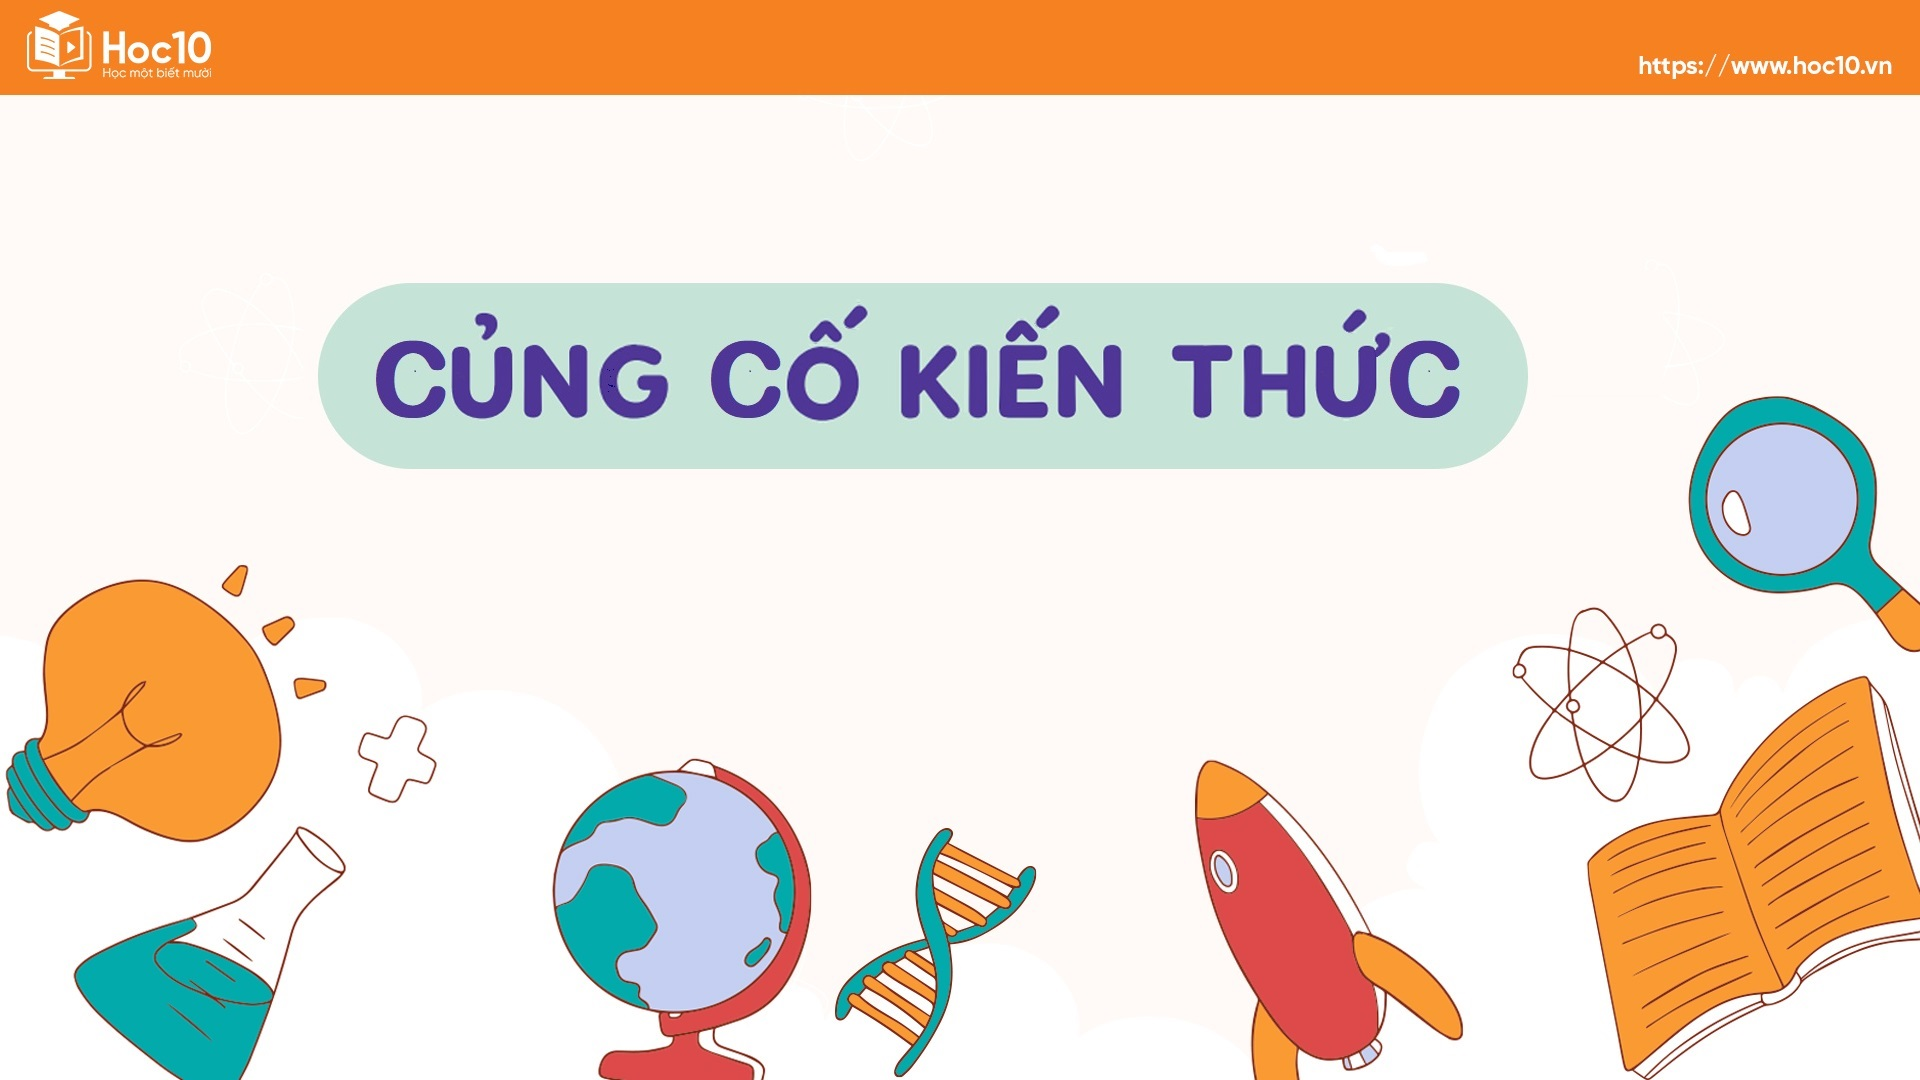 Hoc10
Học một biết mười
https://www.hoc10.vn
CỦNG CỐ KIẾN THỨC